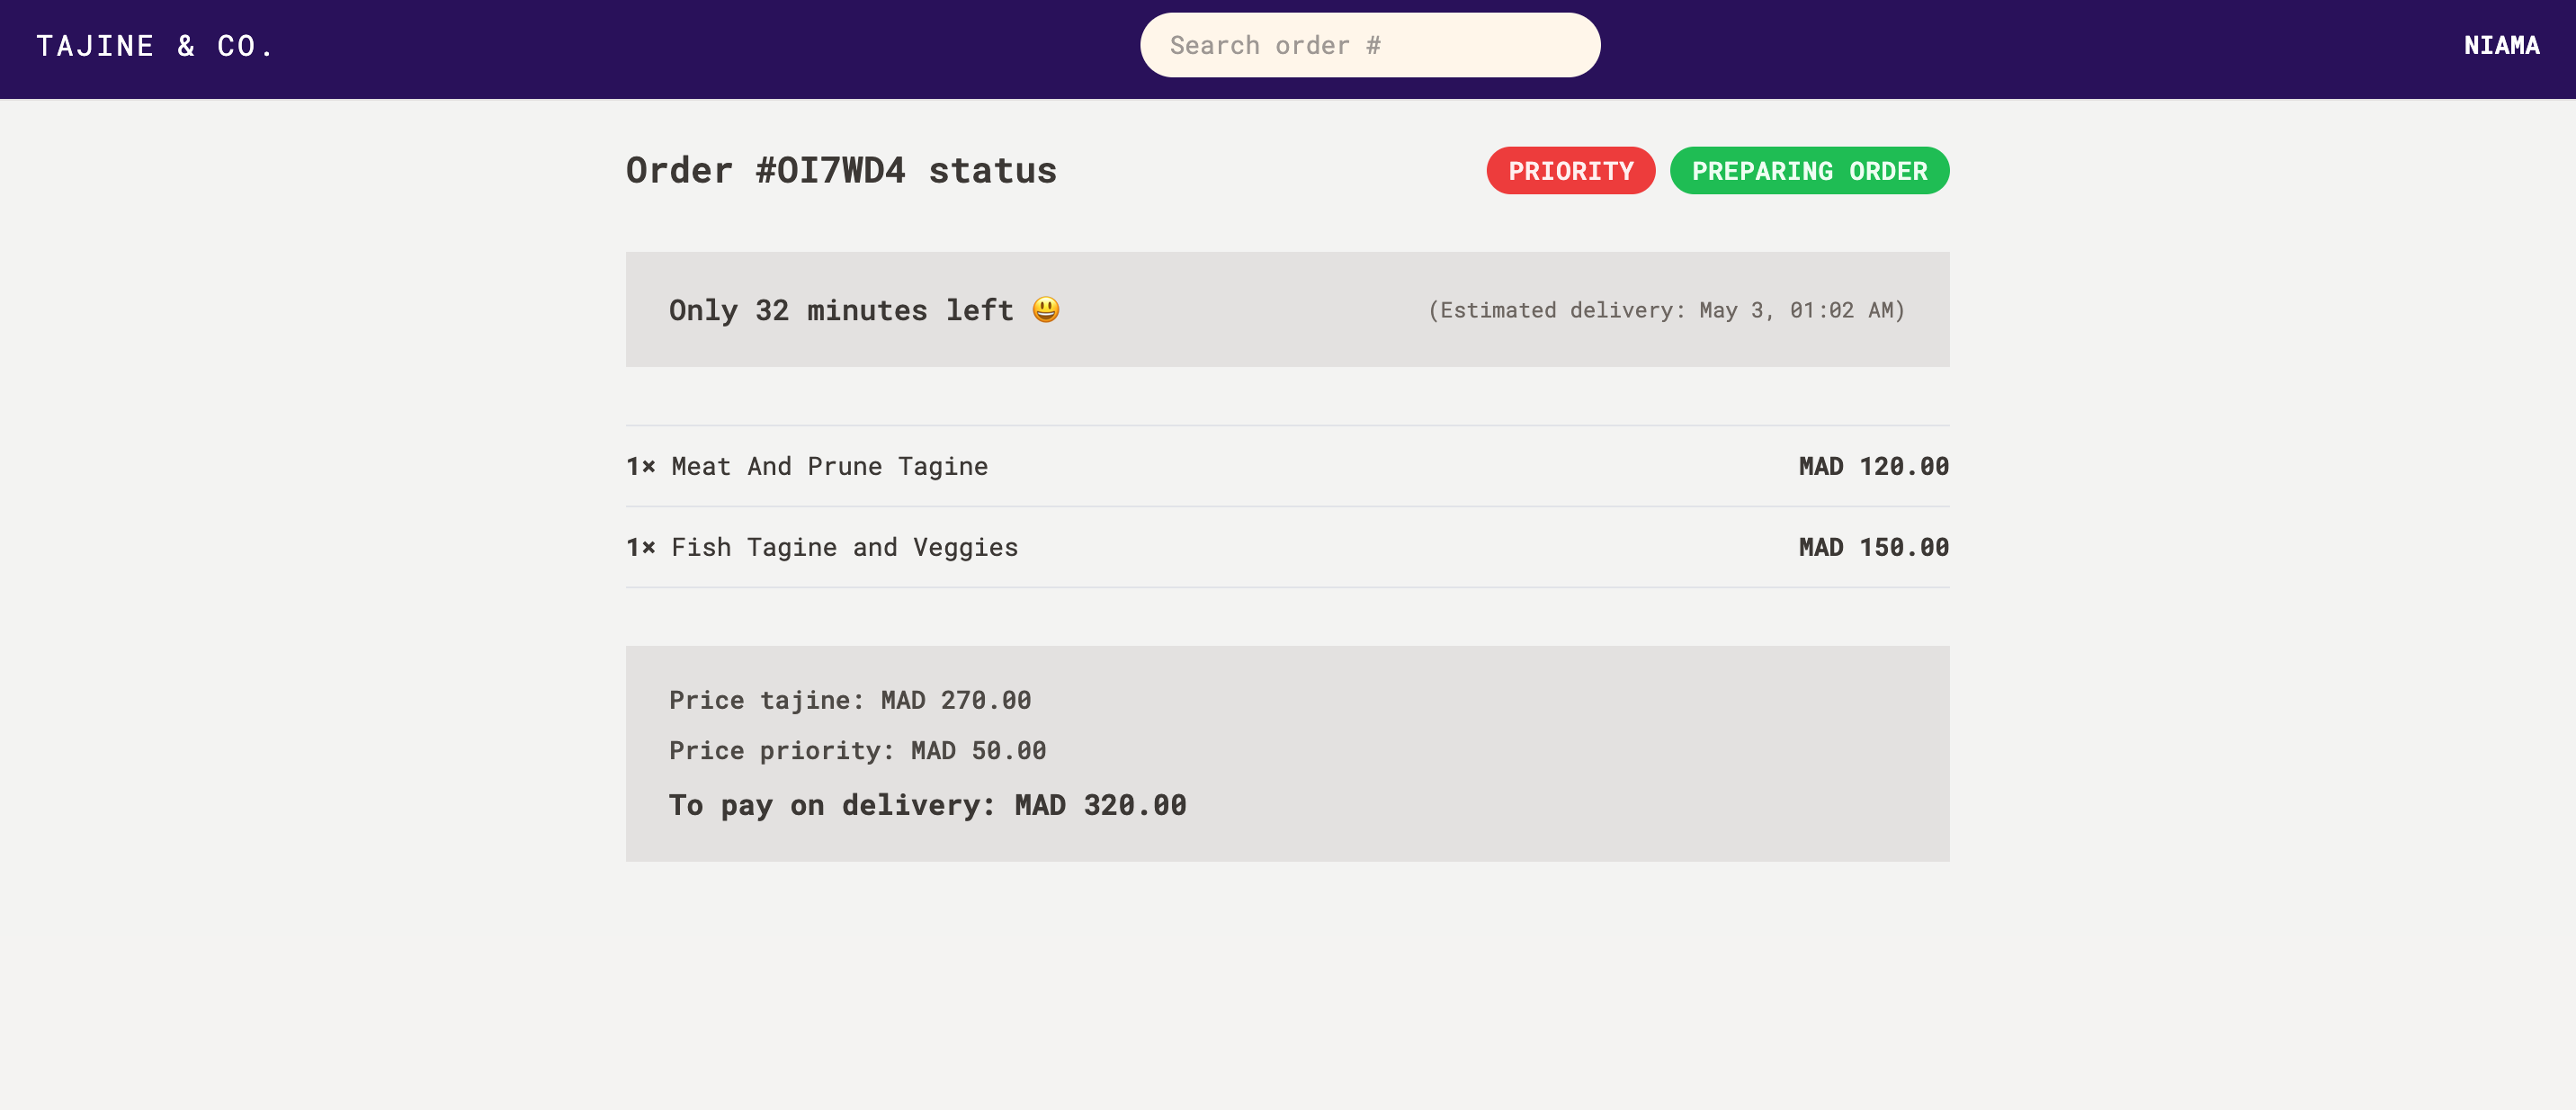 TAJINE & CO.
Search order #
NIAMA
Order #OI7WD4 status
PRIORITY
PREPARING ORDER
Only 32 minutes left 😃
(Estimated delivery: May 3, 01:02 AM)
1× Meat And Prune Tagine
MAD 120.00
1× Fish Tagine and Veggies
MAD 150.00
Price tajine: MAD 270.00
Price priority: MAD 50.00
To pay on delivery: MAD 320.00